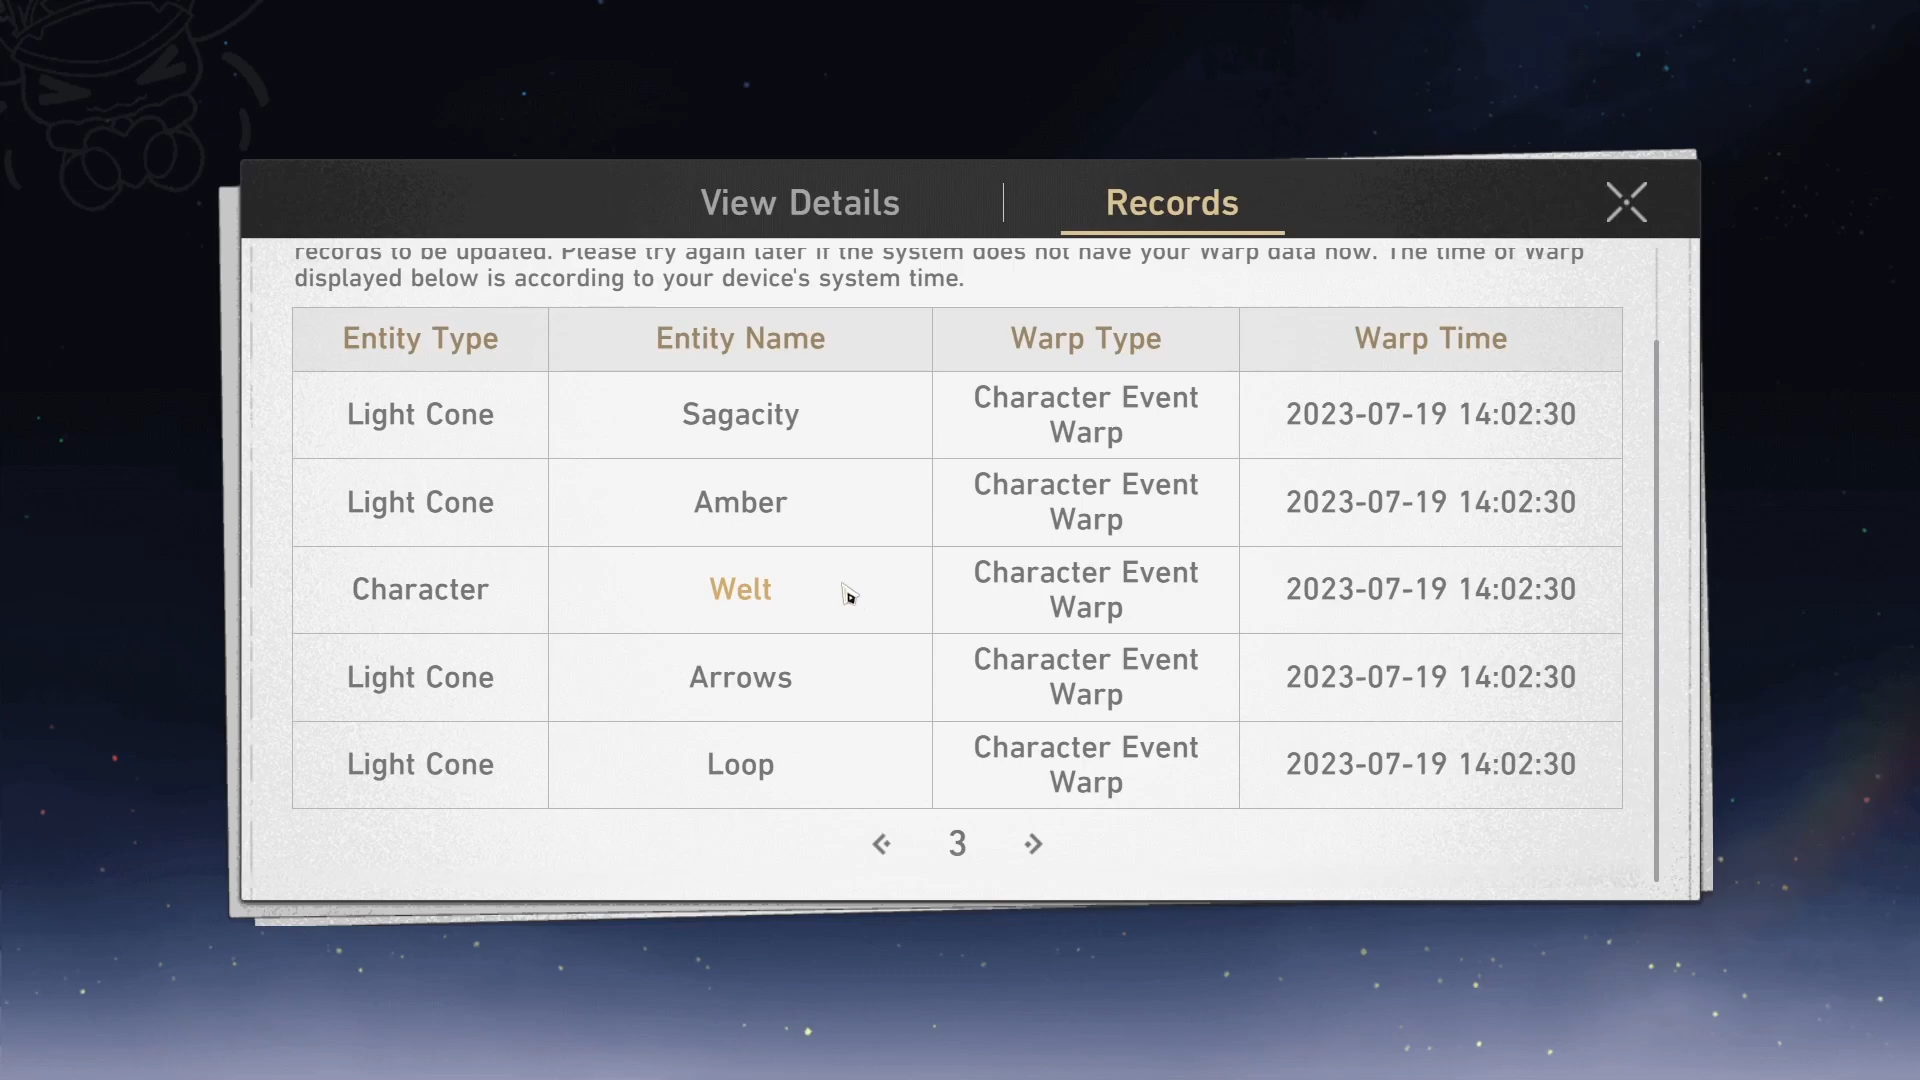 View Details
Records
records to be updated. Please try again later if the system does not have your Warp data now. The time of Warp
displayed below is according to your device's system time.
Entity Type
Entity Name
Warp Type
Warp Time
Light Cone
Sagacity
Character Event
Warp
2023-07-19 14:02:30
Light Cone
Amber
Character Event
Warp
2023-07-19 14:02:30
Character
Welt
Character Event
Warp
2023-07-19 14:02:30
Light Cone
Arrows
Character Event
Warp
2023-07-19 14:02:30
Light Cone
Loop
Character Event
Warp
2023-07-19 14:02:30
3